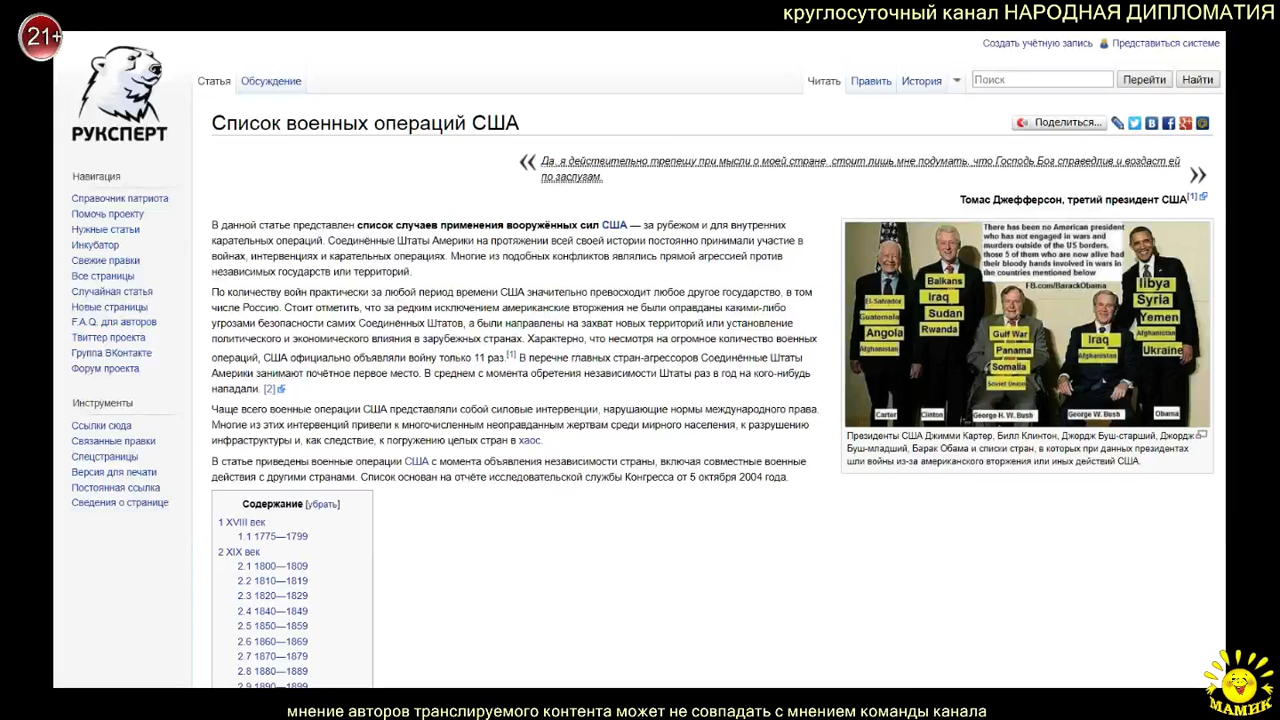 круглосуточный канал НАРОДНАЯ ДИПЛОМАТИЯ
21+
Создать учётную запись Представиться системе
Статья Обсуждение Читать Править История Поиск Перейти Найти
РУКСПЕРТ
Список военных операций США
Поделиться...
« Да, я действительно трепещу при мысли о моей стране, стоит лишь мне подумать, что Господь Бог справедлив и воздаст ей
по заслугам. »
Томас Джефферсон, третий президент США[1]
Навигация
Справочник патриота
Помочь проекту
Нужные статьи
Инкубатор
Свежие правки
Все страницы
Случайная статья
Новые страницы
F.A.Q. для авторов
Твиттер проекта
Группа ВКонтакте
Форум проекта
Инструменты
Ссылки сюда
Связанные правки
Спецстраницы
Версия для печати
Постоянная ссылка
Сведения о странице
В данной статье представлен список случаев применения вооружённых сил США — за рубежом и для внутренних
карательных операций. Соединённые Штаты Америки на протяжении всей своей истории постоянно принимали участие в
войнах, интервенциях и карательных операциях. Многие из подобных конфликтов являлись прямой агрессией против
независимых государств или территорий.
По количеству войн практически за любой период времени США значительно превосходит любое другое государство, в том
числе Россию. Стоит отметить, что за редким исключением американские вторжения не были оправданы какими-либо
угрозами безопасности самих Соединённых Штатов, а были направлены на захват новых территорий или установление
политического и экономического влияния в зарубежных странах. Характерно, что несмотря на огромное количество военных
операций, США официально объявляли войну только 11 раз.[1] В перечне главных стран-агрессоров Соединённые Штаты
Америки занимают почётное первое место. В среднем с момента обретения независимости Штаты раз в год на кого-нибудь
нападали. [2]
Чаще всего военные операции США представляли собой силовые интервенции, нарушающие нормы международного права.
Многие из этих интервенций привели к многочисленным неоправданным жертвам среди мирного населения, к разрушению
инфраструктуры и, как следствие, к погружению целых стран в хаос.
В статье приведены военные операции США с момента объявления независимости страны, включая совместные военные
действия с другими странами. Список основан на отчёте исследовательской службы Конгресса от 5 октября 2004 года.
There has been no American president
who has not engaged in wars and
murders outside of the US borders.
those 5 of them who are now alive had
their bloody hands involved in wars in
the countries mentioned below
FB.com/BarackObama
El-Salvador
Guatemala
Angola
Afghanistan
Carter
Balkans
Iraq
Sudan
Rwanda
Clinton
Gulf War
Panama
Somalia
Soviet Union
George H. W. Bush
Iraq
Afghanistan
George W. Bush
libya
Syria
Yemen
Afghanistan
Ukraine
Obama
Президенты США Джимми Картер, Билл Клинтон, Джордж Буш-старший, Джордж
Буш-младший, Барак Обама и списки стран, в которых при данных президентах
шли войны из-за американского вторжения или иных действий США.
Содержание [убрать]
1 XVIII век
1.1 1775—1799
2 XIX век
2.1 1800—1809
2.2 1810—1819
2.3 1820—1829
2.4 1840—1849
2.5 1850—1859
2.6 1860—1869
2.7 1870—1879
2.8 1880—1889
2.9 1890—1899
МАМИК
мнение авторов транслируемого контента может не совпадать с мнением команды канала